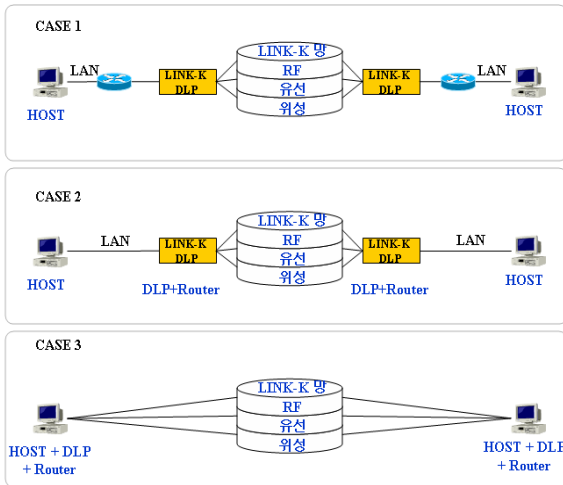 CASE 1
LAN
HOST
LINK-K
DLP
LINK-K 망
RF
유선
위성
LINK-K
DLP
LAN
HOST
CASE 2
LAN
HOST
LINK-K
DLP
DLP+Router
LINK-K 망
RF
유선
위성
LINK-K
DLP
DLP+Router
LAN
HOST
CASE 3
HOST + DLP
+ Router
LINK-K 망
RF
유선
위성
HOST + DLP
+ Router